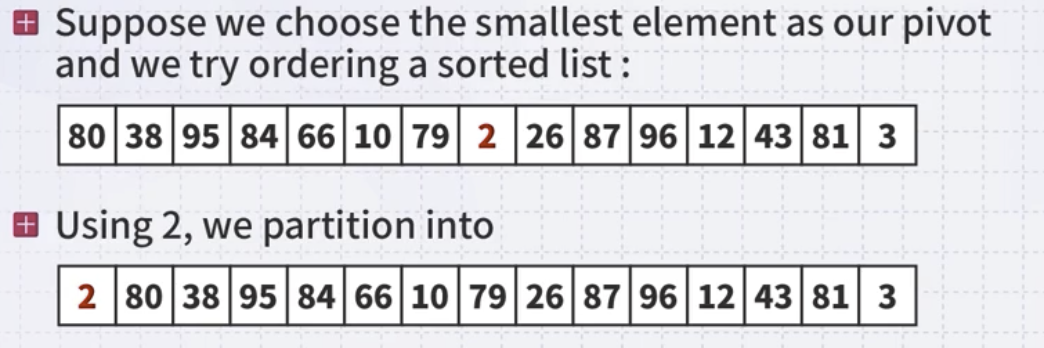 Suppose we choose the smallest element as our pivot
and we try ordering a sorted list :
80 38 95 84 66 10 79 2 26 87 96 12 43 81 3
Using 2, we partition into
2 80 38 95 84 66 10 79 26 87 96 12 43 81 3